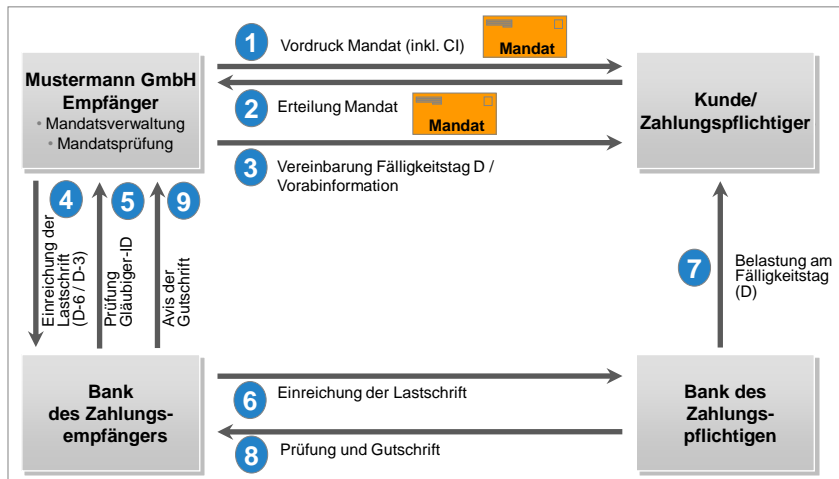 1
Vordruck Mandat (inkl. CI)
Mandat
Mustermann GmbH
Empfänger
• Mandatsverwaltung
• Mandatsprüfung
2
Erteilung Mandat
Mandat
Kunde/
Zahlungspflichtiger
3
Vereinbarung Fälligkeitstag D /
Vorabinformation
4
Einreichung der
Lastschrift
(D-6 / D-3)
5
Prüfung
Gläubiger-ID
9
Avis der
Gutschrift
7
Belastung am
Fälligkeitstag
(D)
Bank
des Zahlungs-
empfängers
6
Einreichung der Lastschrift
8
Prüfung und Gutschrift
Bank des
Zahlungs-
pflichtigen